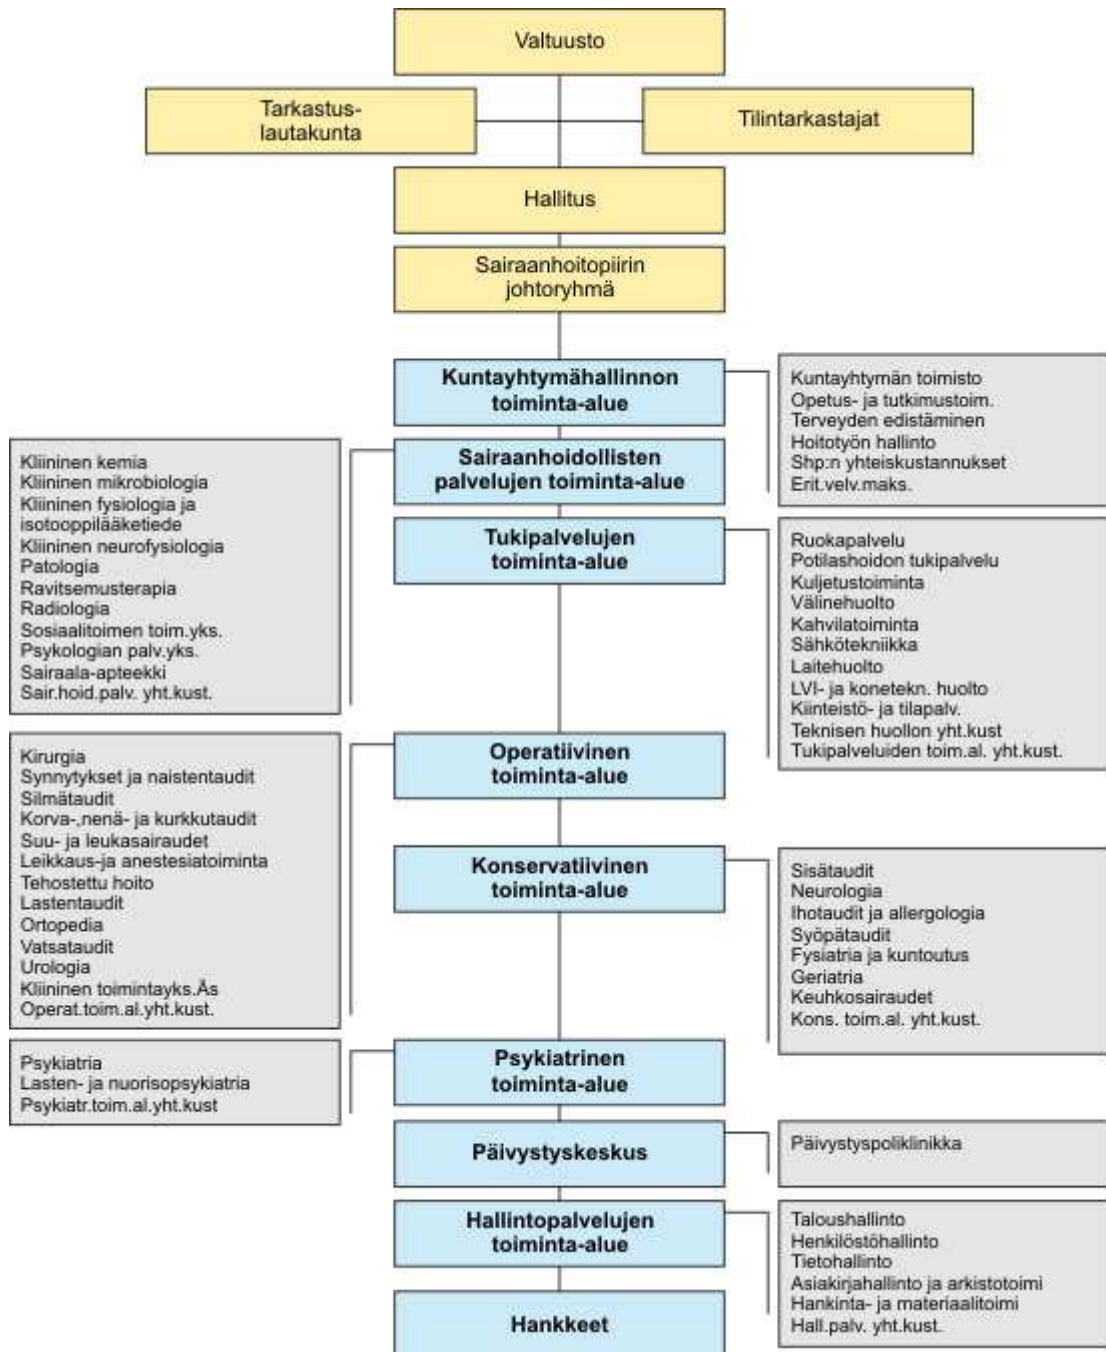 Valtuusto
Tarkastus-
lautakunta
Tilintarkastajat
Hallitus
Sairaanhoitopiirin
johtoryhmä
Kuntayhtymähallinnon
toiminta-alue
Kuntayhtymän toimisto
Opetus- ja tutkimustoim.
Terveyden edistäminen
Hoitotyön hallinto
Shp:n yhteiskustannukset
Erit.velv.maks.
Sairaanhoidollisten
palvelujen toiminta-alue
Kliininen kemia
Kliininen mikrobiologia
Kliininen fysiologia ja
isotooppilääketiede
Kliininen neurofysiologia
Patologia
Ravitsemusterapia
Radiologia
Sosiaalitoimen toim.yks.
Psykologian palv.yks.
Sairaala-apteekki
Sair.hoid.palv. yht.kust.
Tukipalvelujen
toiminta-alue
Ruokapalvelu
Potilashoidon tukipalvelu
Kuljetustoiminta
Välinehuolto
Kahvilatoiminta
Sähkötekniikka
Laitehuolto
LVI- ja konetekn. huolto
Kiinteistö- ja tilapalv.
Teknisen huollon yht.kust
Tukipalveluiden toim.al. yht.kust.
Operatiivinen
toiminta-alue
Kirurgia
Synnytykset ja naistentaudit
Silmätaudit
Korva-,nenä- ja kurkkutaudit
Suu- ja leukasairaudet
Leikkaus-ja anestesiatoiminta
Tehostettu hoito
Lastentaudit
Ortopedia
Vatsataudit
Urologia
Kliininen toimintayks.Äs
Operat.toim.al.yht.kust.
Konservatiivinen
toiminta-alue
Sisätaudit
Neurologia
Ihotaudit ja allergologia
Syöpätaudit
Fysiatria ja kuntoutus
Geriatria
Keuhkosairaudet
Kons. toim.al. yht.kust.
Psykiatrinen
toiminta-alue
Psykiatria
Lasten- ja nuorisopsykiatria
Psykiatr.toim.al.yht.kust
Päivystyskeskus
Päivystyspoliklinikka
Hallintopalvelujen
toiminta-alue
Taloushallinto
Henkilöstöhallinto
Tietohallinto
Asiakirjahallinto ja arkistotoimi
Hankinta- ja materiaalitoimi
Hall.palv. yht.kust.
Hankkeet